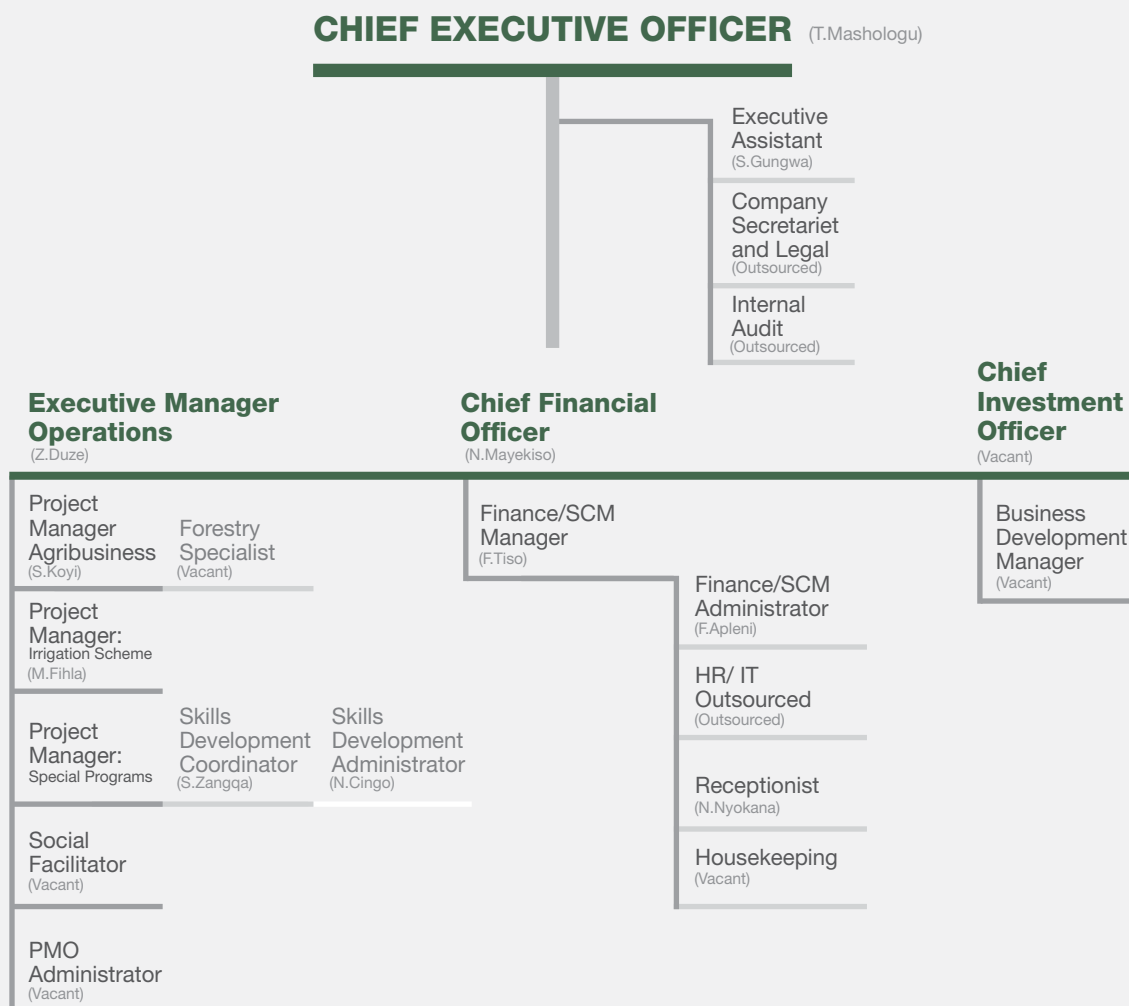 CHIEF EXECUTIVE OFFICER (T.Mashologu)
Executive
Assistant
(S.Gungwa)
Company
Secretariet
and Legal
(Outsourced)
Internal
Audit
(Outsourced)
Executive Manager
Operations
(Z.Duze)
Chief Financial
Officer
(N.Mayekiso)
Chief
Investment
Officer
(Vacant)
Project
Manager
Agribusiness
(S.Koyi)
Forestry
Specialist
(Vacant)
Project
Manager:
Irrigation Scheme
(M.Fihla)
Project
Manager:
Special Programs
Skills
Development
Coordinator
(S.Zangqa)
Skills
Development
Administrator
(N.Cingo)
Social
Facilitator
(Vacant)
PMO
Administrator
(Vacant)
Finance/SCM
Manager
(F.Tiso)
Finance/SCM
Administrator
(F.Apleni)
HR/ IT
Outsourced
(Outsourced)
Receptionist
(N.Nyokana)
Housekeeping
(Vacant)
Business
Development
Manager
(Vacant)